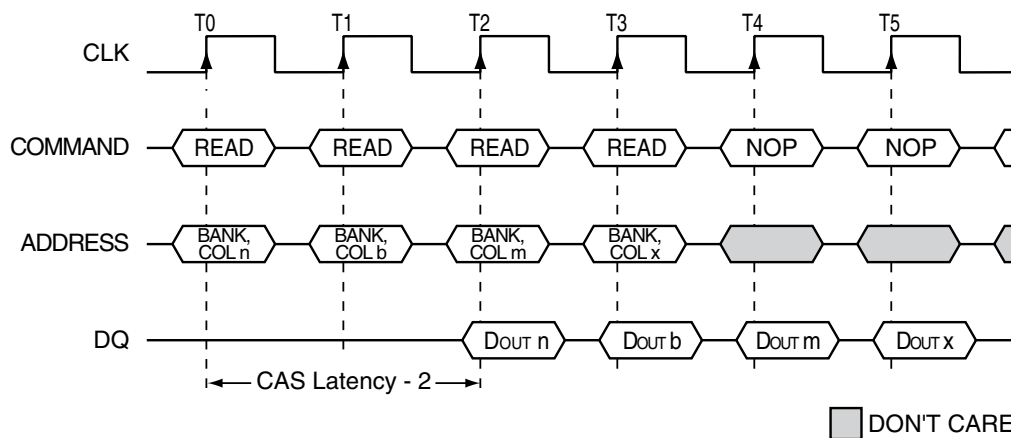 T0 T1 T2 T3 T4 T5
CLK
COMMAND READ READ READ READ NOP NOP
ADDRESS BANK, COL n BANK, COL b BANK, COL m BANK, COL x
DQ DOUT n DOUT b DOUT m DOUT x
CAS Latency - 2
DON'T CARE